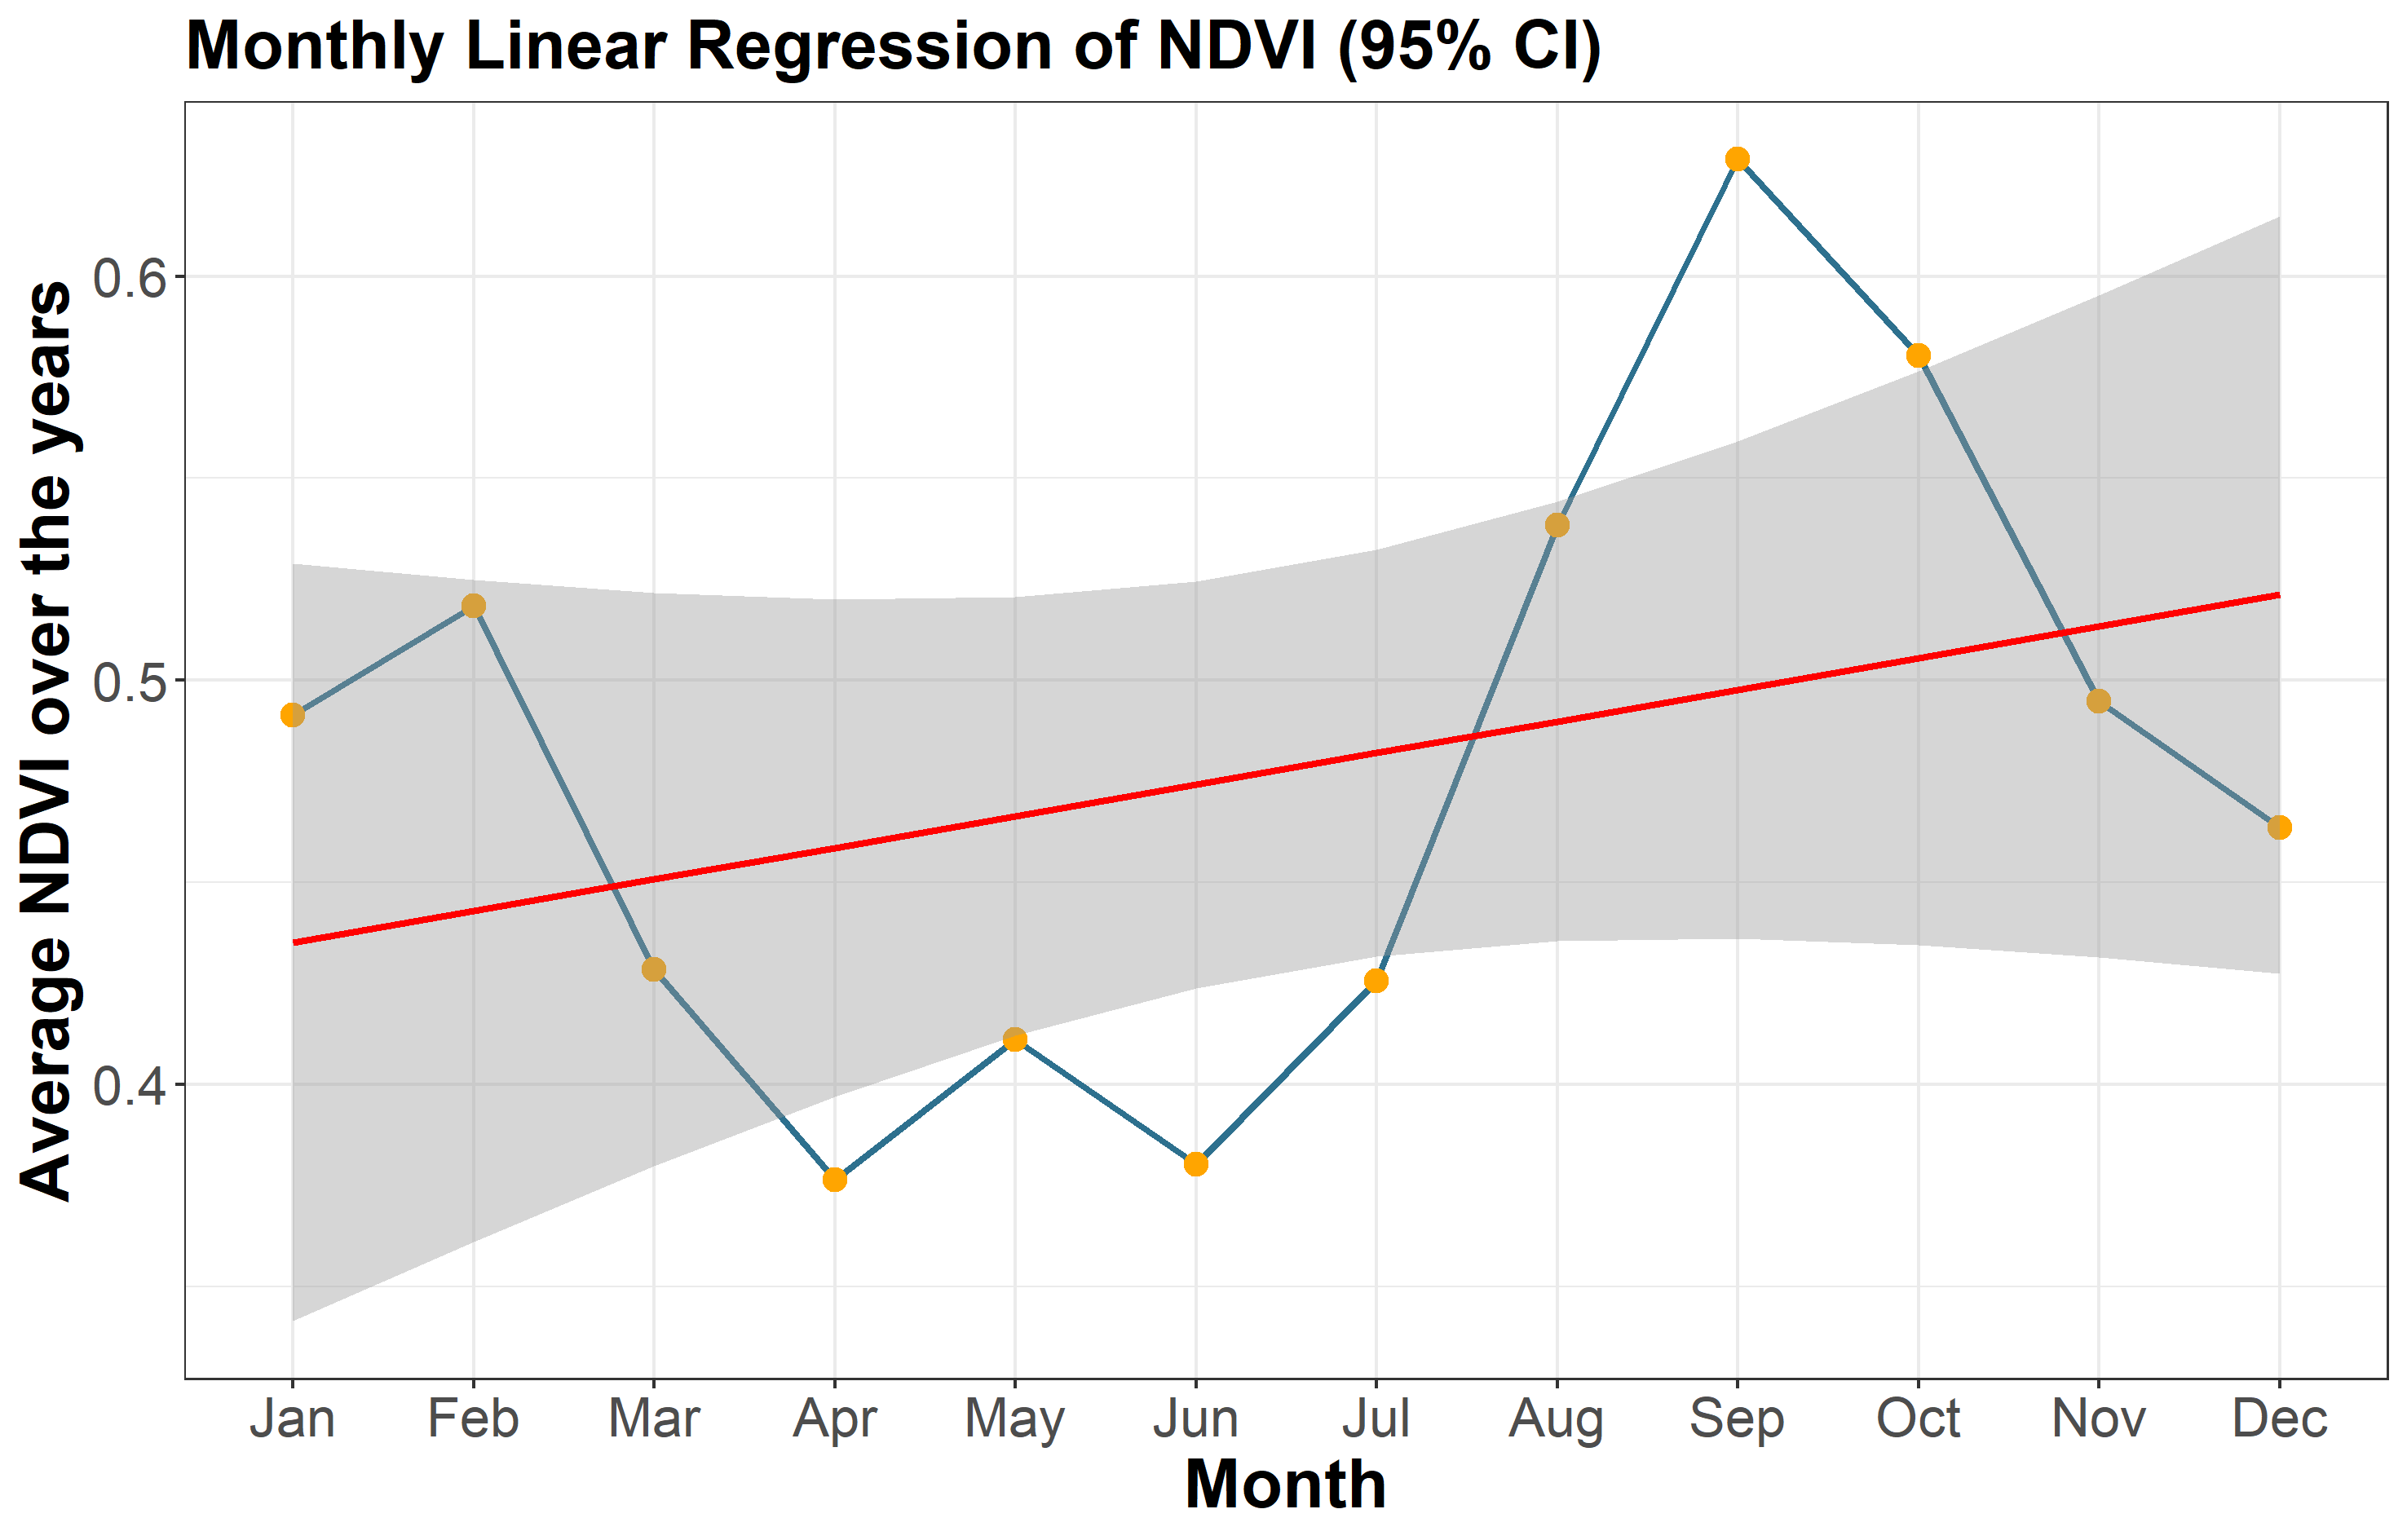 Monthly Linear Regression of NDVI (95% CI)
Average NDVI over the years
0.6
0.5
0.4
Jan Feb Mar Apr May Jun Jul Aug Sep Oct Nov Dec
Month